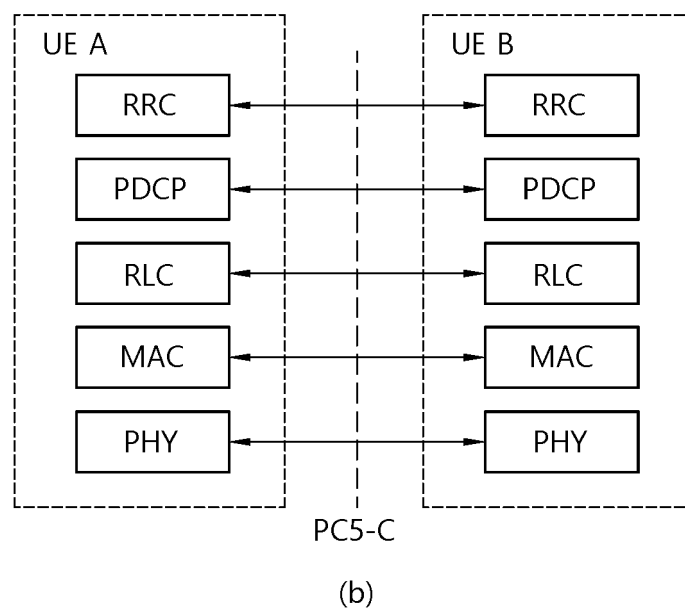 UE A
UE B
RRC
RRC
PDCP
PDCP
RLC
RLC
MAC
MAC
PHY
PHY
PC5-C
(b)